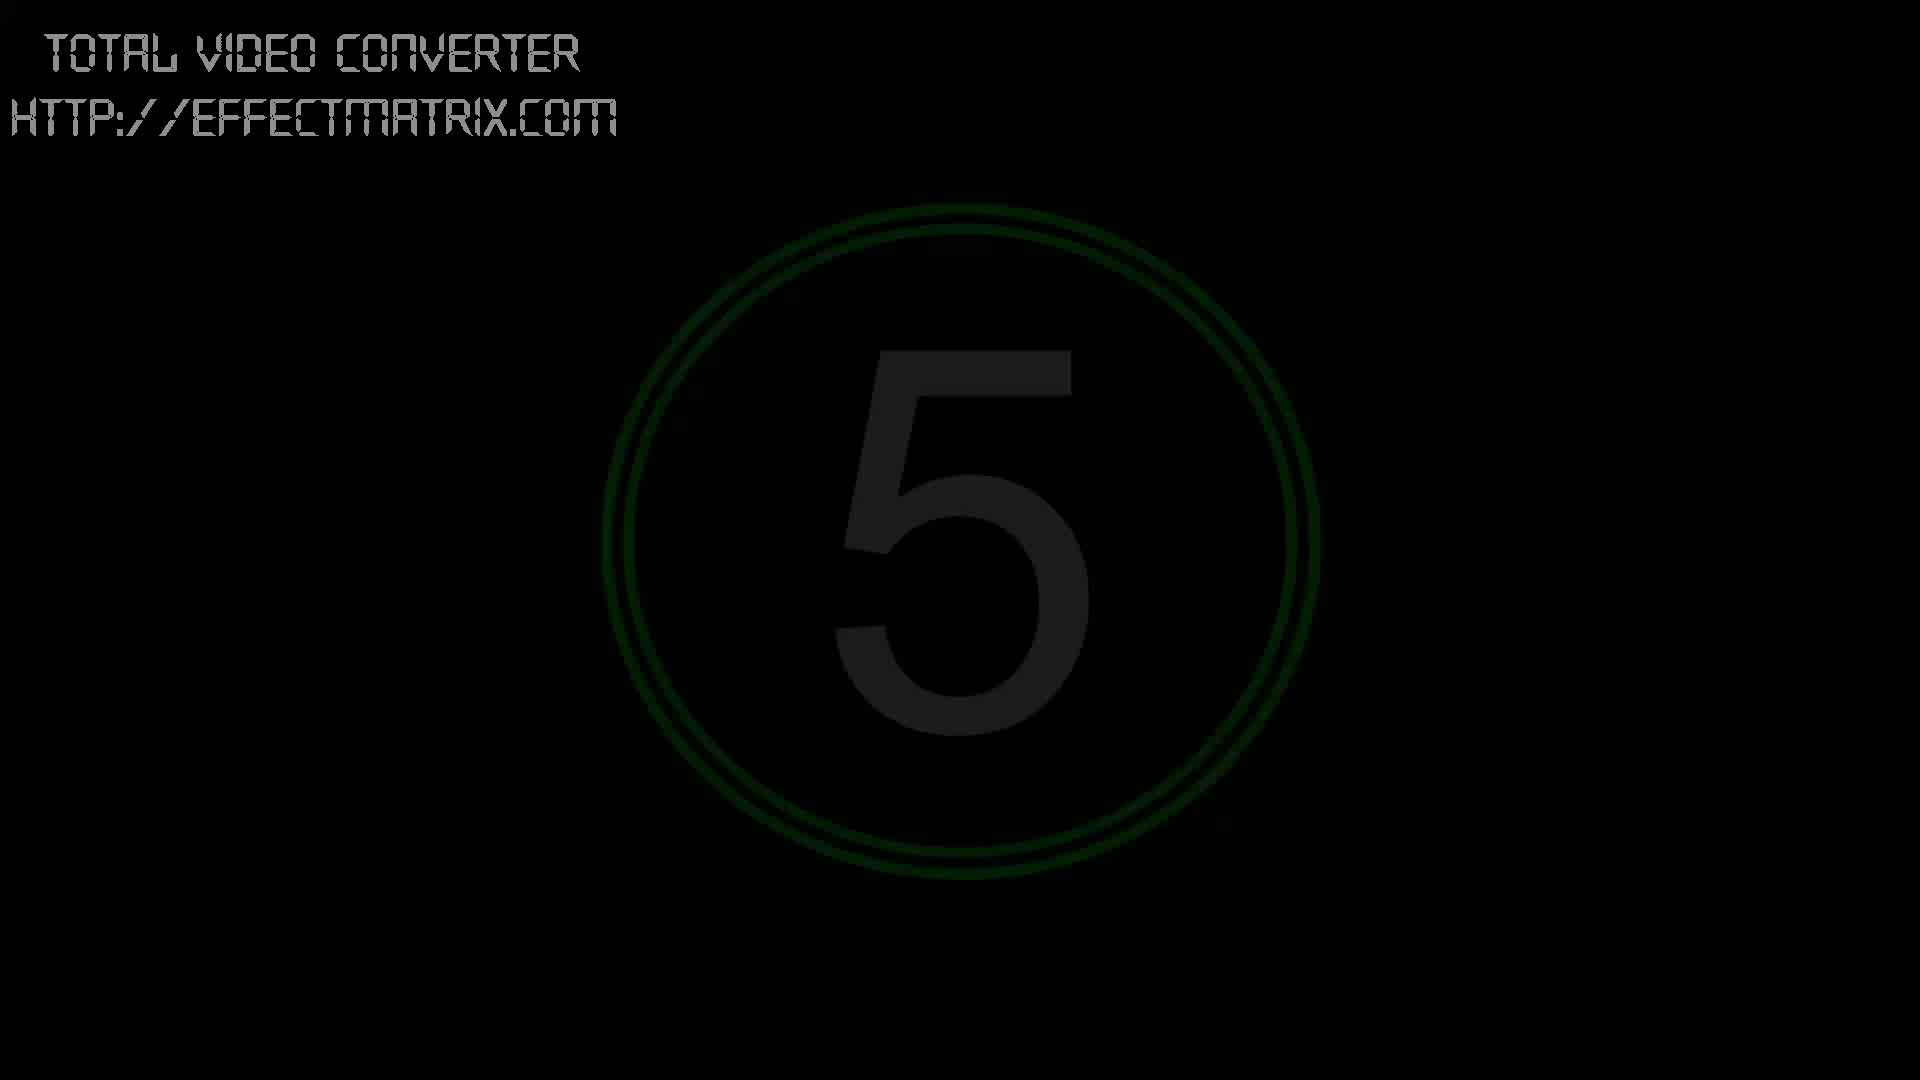 TOTAL VIDEO CONVERTER
HTTP://EFFECTMATRIX.COM
5